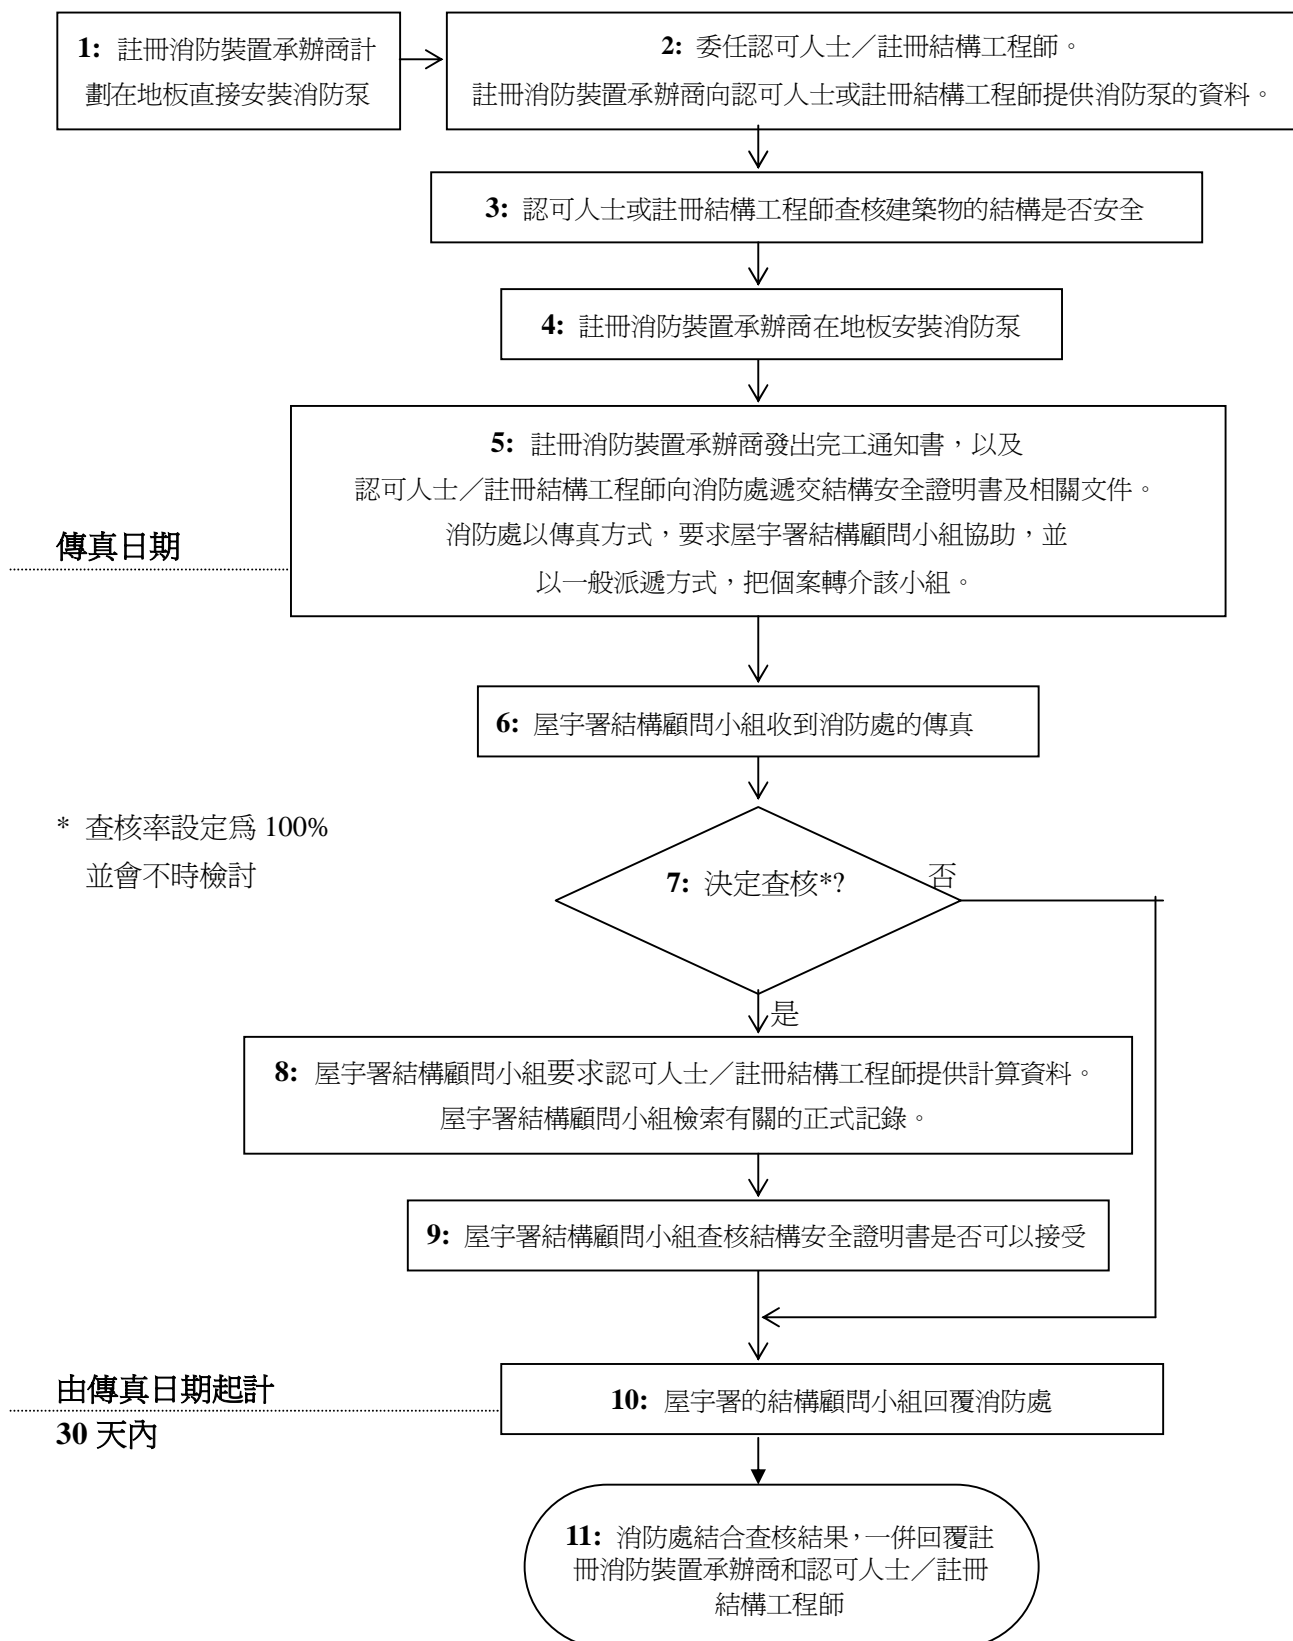 1: 註冊消防裝置承辦商計
劃在地板直接安裝消防泵
2: 委任認可人士／註冊結構工程師。
註冊消防裝置承辦商向認可人士或註冊結構工程師提供消防泵的資料。
3: 認可人士或註冊結構工程師查核建築物的結構是否安全
4: 註冊消防裝置承辦商在地板安裝消防泵
5: 註冊消防裝置承辦商發出完工通知書，以及
認可人士／註冊結構工程師向消防處遞交結構安全證明書及相關文件。
消防處以傳真方式，要求屋宇署結構顧問小組協助，並
以一般派遞方式，把個案轉介該小組。
傳真日期
6: 屋宇署結構顧問小組收到消防處的傳真
* 查核率設定爲 100%
並會不時檢討
7: 決定查核*?
否
是
8: 屋宇署結構顧問小組要求認可人士／註冊結構工程師提供計算資料。
屋宇署結構顧問小組檢索有關的正式記錄。
9: 屋宇署結構顧問小組查核結構安全證明書是否可以接受
由傳真日期起計
30 天內
10: 屋宇署的結構顧問小組回覆消防處
11: 消防處結合查核結果，一併回覆註
冊消防裝置承辦商和認可人士／註冊
結構工程師